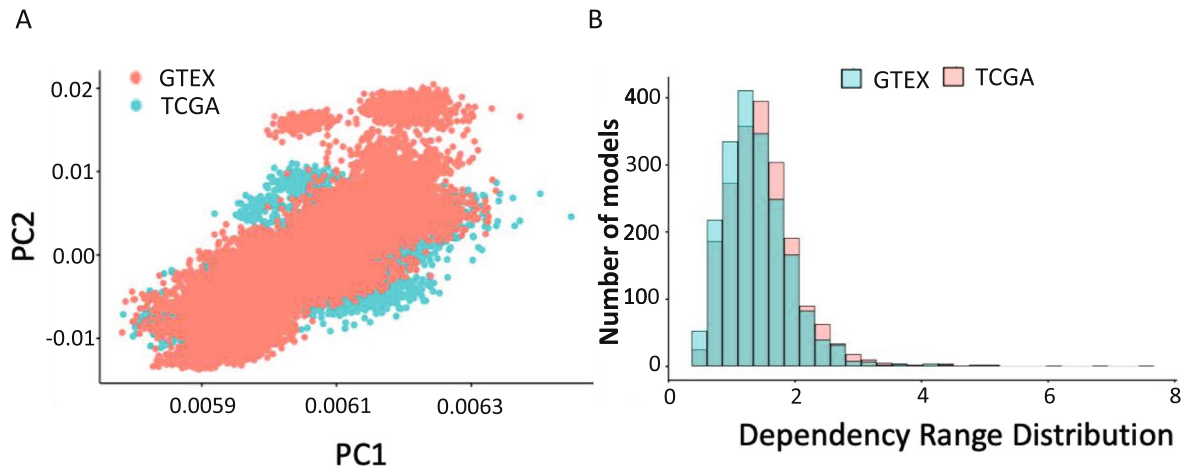 A
GTEX
TCGA
0.02
0.01
0.00
-0.01
PC2
0.0059 0.0061 0.0063
PC1
B
GTEX TCGA
400
300
200
100
0
Number of models
0 2 4 6 8
Dependency Range Distribution